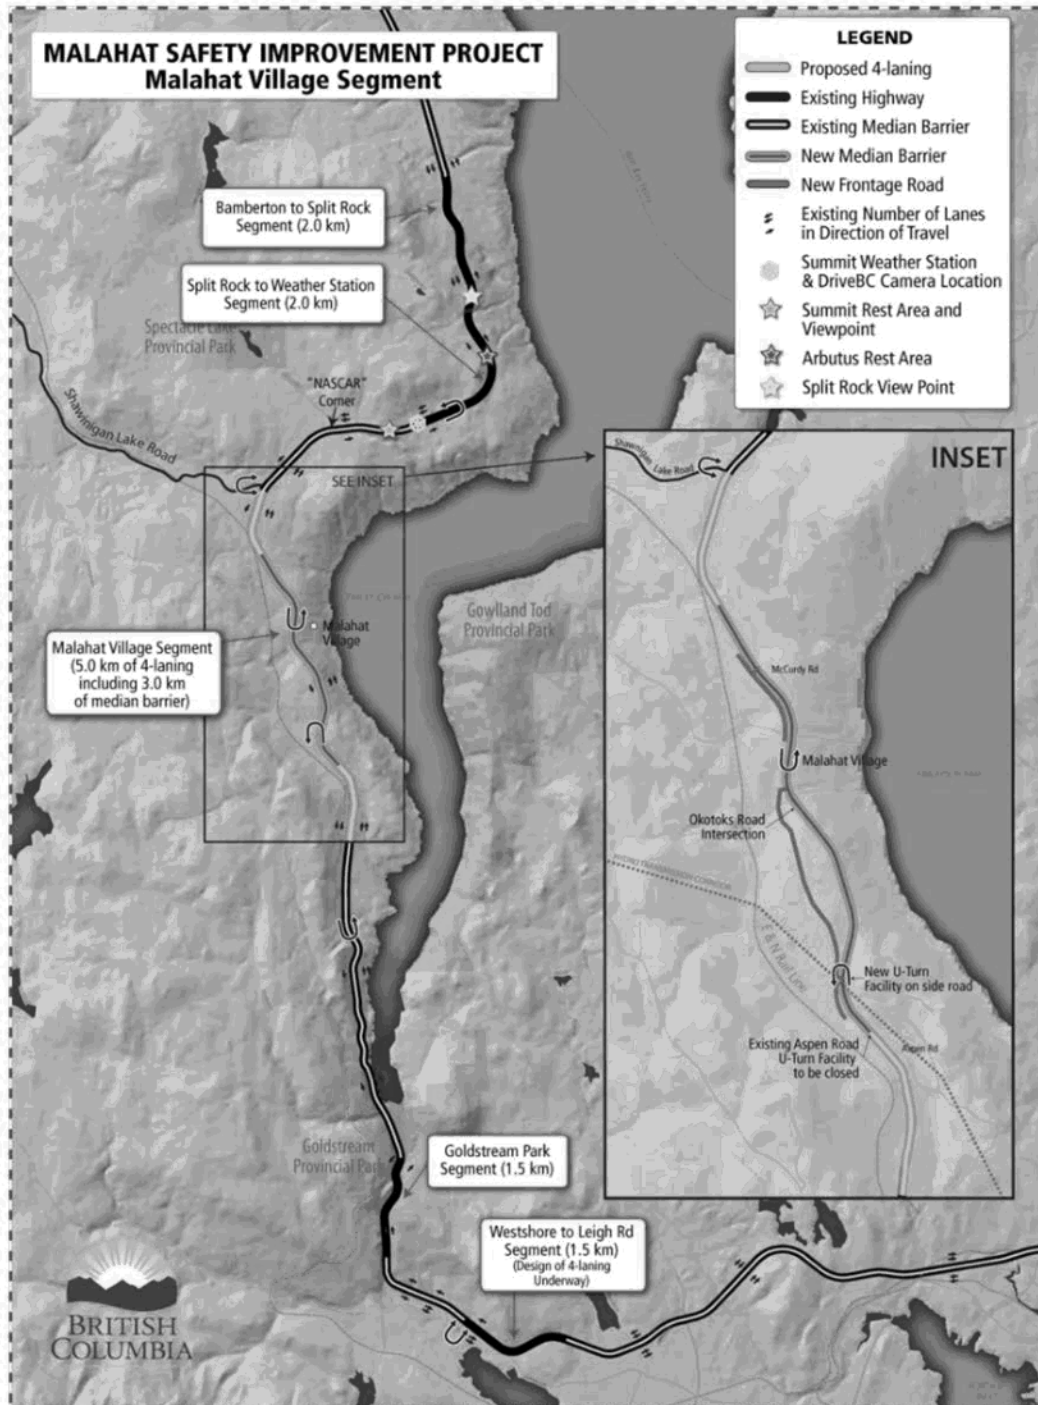 MALAHAT SAFETY IMPROVEMENT PROJECT
Malahat Village Segment
LEGEND
Proposed 4-laning
Existing Highway
Existing Median Barrier
New Median Barrier
New Frontage Road
Existing Number of Lanes
in Direction of Travel
Summit Weather Station
& DriveBC Camera Location
Summit Rest Area and
Viewpoint
Arbutus Rest Area
Split Rock View Point
Bamberton to Split Rock
Segment (2.0 km)
Split Rock to Weather Station
Segment (2.0 km)
Spectacle Lake
Provincial Park
"NASCAR"
Corner
Shawnigan Lake Road
SEE INSET
Malahat
Village
Malahat Village Segment
(5.0 km of 4-laning
including 3.0 km
of median barrier)
Gowlland Tod
Provincial Park
INSET
Shawnigan
Lake Road
McCurdy Rd
Malahat Village
Okotoks Road
Intersection
HYDRO TRANSMISSION CORRIDOR
E & N Rail Line
New U-Turn
Facility on side road
Existing Aspen Road
U-Turn Facility
to be closed
Aspen Rd
Goldstream
Provincial Park
Goldstream Park
Segment (1.5 km)
Westshore to Leigh Rd
Segment (1.5 km)
(Design of 4-laning
Underway)
BRITISH
COLUMBIA